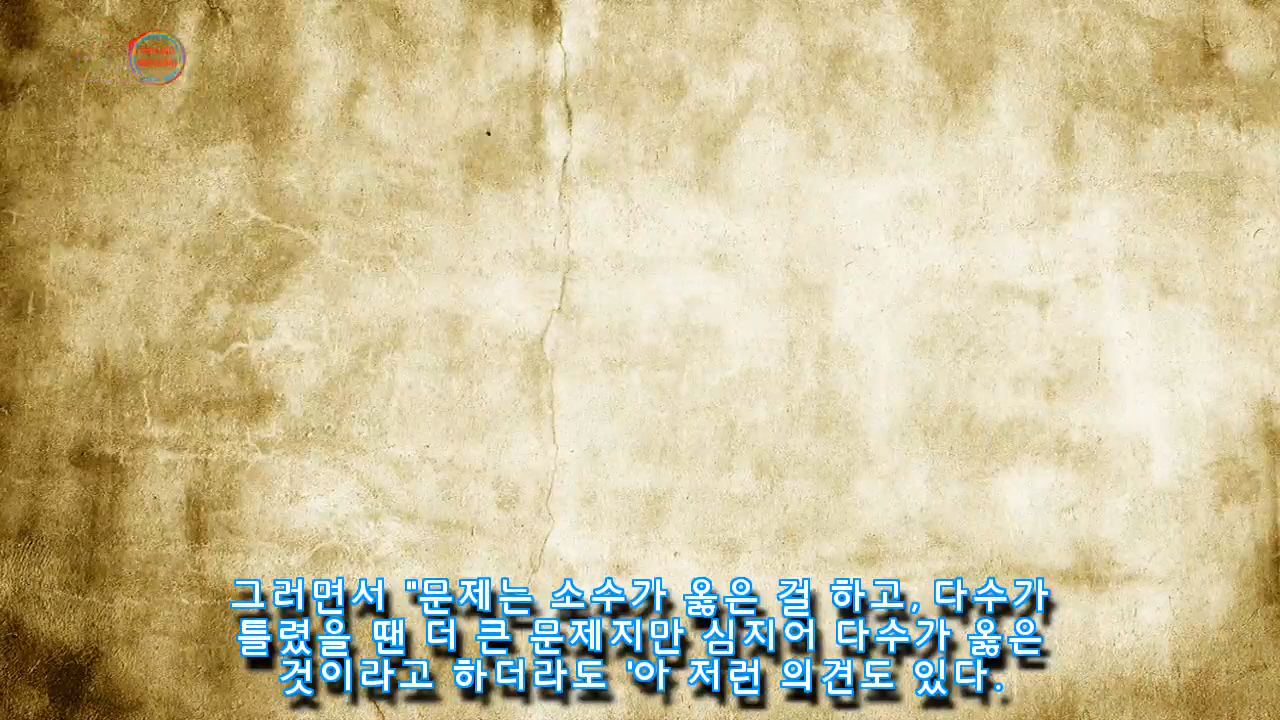 그러면서 "문제는 소수가 옳은 걸 하고, 다수가
틀렸을 땐 더 큰 문제지만 심지어 다수가 옳은
것이라고 하더라도 '아 저런 의견도 있다.